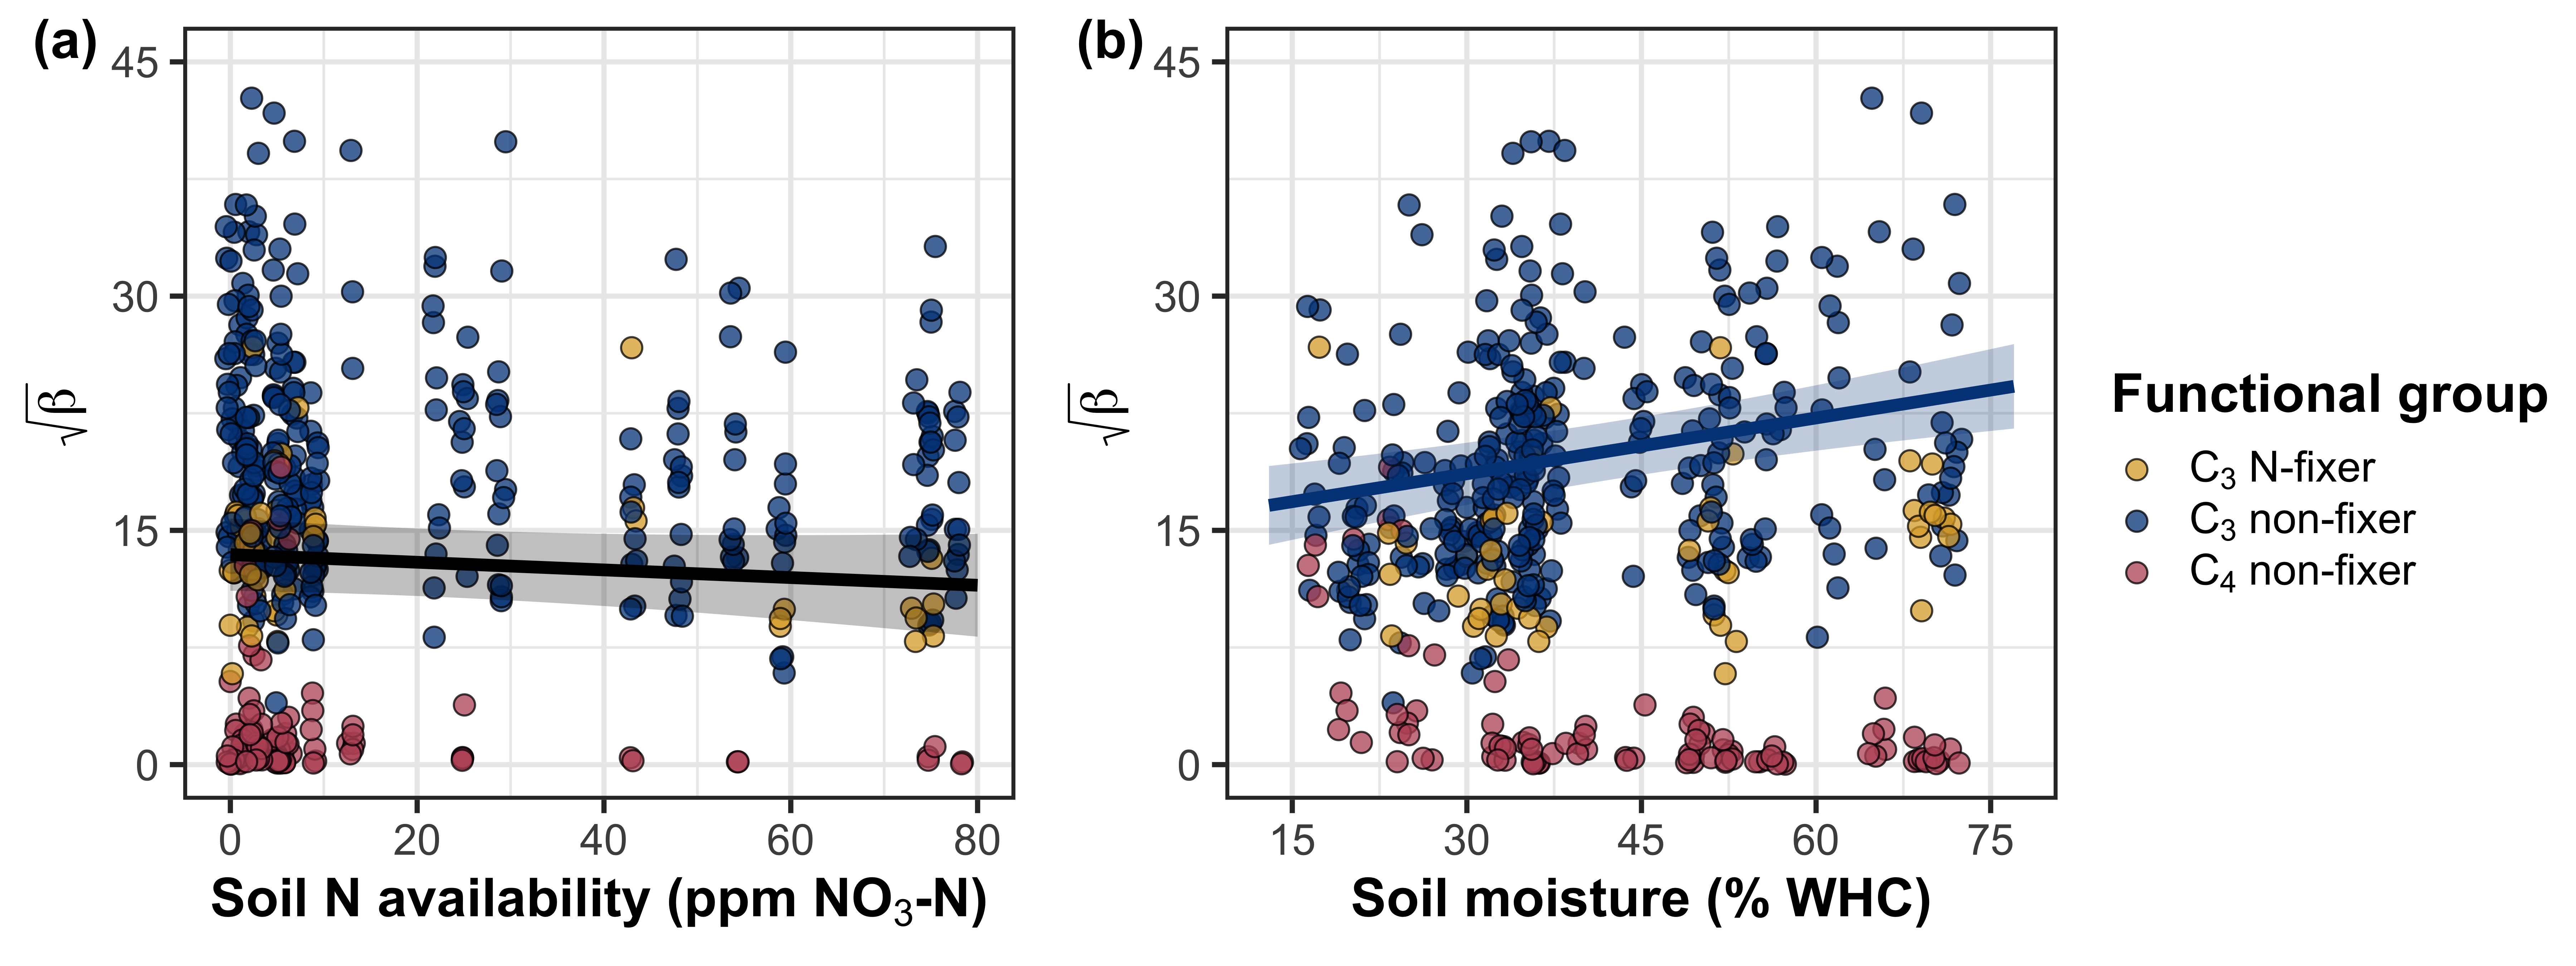 (a)
45
30
15
0
√β
0 20 40 60 80
Soil N availability (ppm NO₃-N)
(b)
45
30
15
0
√β
15 30 45 60 75
Soil moisture (% WHC)
Functional group
C₃ N-fixer
C₃ non-fixer
C₄ non-fixer